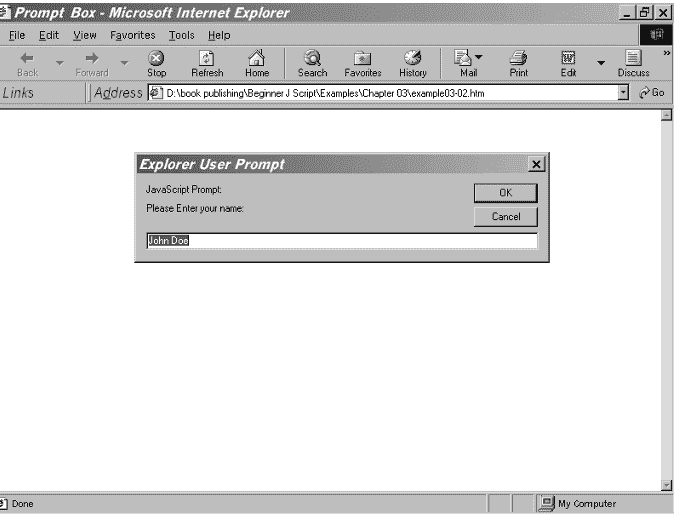 Prompt Box - Microsoft Internet Explorer
File Edit View Favorites Tools Help
Back Forward Stop Refresh Home Search Favorites History Mail Print Edit Discuss »
Links Address D:\book publishing\Beginner J Script\Examples\Chapter 03\example03-02.htm Go
Explorer User Prompt
JavaScript Prompt:
OK
Please Enter your name:
Cancel
John Doe
Done My Computer